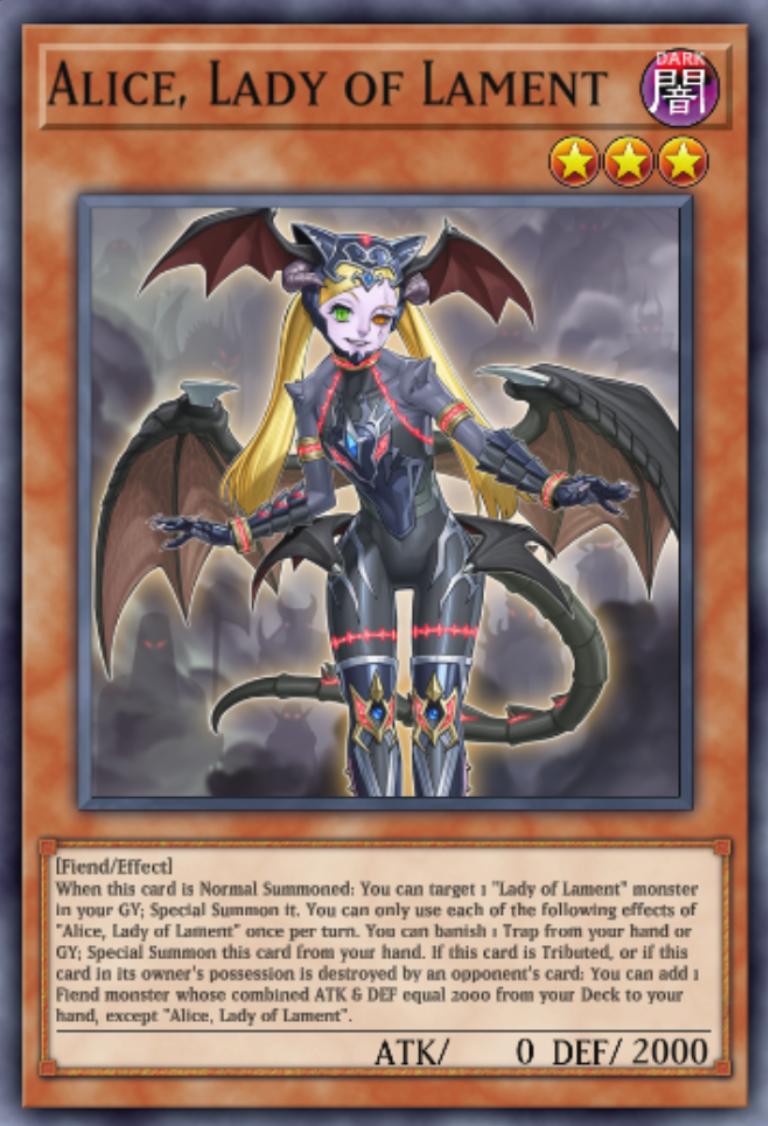 Alice, Lady of Lament
DARK
闇
[Fiend/Effect]
When this card is Normal Summoned: You can target 1 "Lady of Lament" monster
in your GY; Special Summon it. You can only use each of the following effects of
"Alice, Lady of Lament" once per turn. You can banish 1 Trap from your hand or
GY; Special Summon this card from your hand. If this card is Tributed, or if this
card in its owner's possession is destroyed by an opponent's card: You can add 1
Fiend monster whose combined ATK & DEF equal 2000 from your Deck to your
hand, except "Alice, Lady of Lament".
ATK/ 0 DEF/ 2000